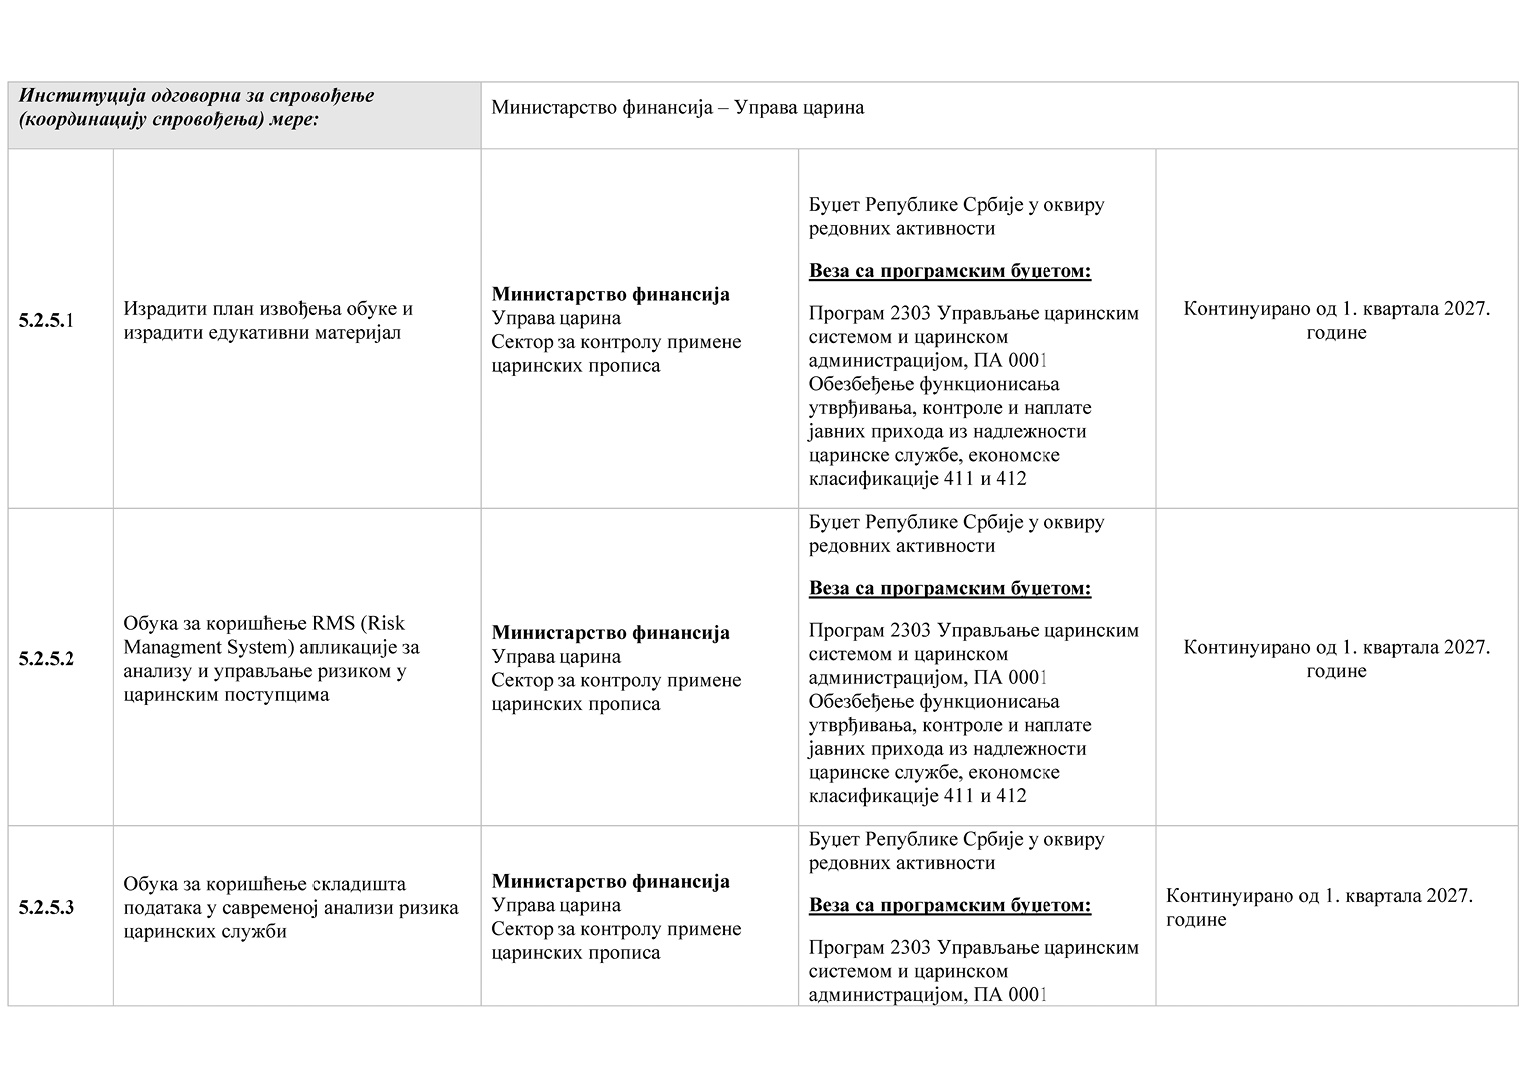 Институција одговорна за спровођење
(координацију спровођења) мере:
Министарство финансија – Управа царина
5.2.5.1
Израдити план извођења обуке и
израдити едукативни материјал
Министарство финансија
Управа царина
Сектор за контролу примене
царинских прописа
Буџет Републике Србије у оквиру
редовних активности
Веза са програмским буџетом:
Програм 2303 Управљање царинским
системом и царинском
администрацијом, ПА 0001
Обезбеђење функционисања
утврђивања, контроле и наплате
јавних прихода из надлежности
царинске службе, економске
класификације 411 и 412
Континуирано од 1. квартала 2027.
године
5.2.5.2
Обука за коришћење RMS (Risk
Managment System) апликације за
анализу и управљање ризиком у
царинским поступцима
Министарство финансија
Управа царина
Сектор за контролу примене
царинских прописа
Буџет Републике Србије у оквиру
редовних активности
Веза са програмским буџетом:
Програм 2303 Управљање царинским
системом и царинском
администрацијом, ПА 0001
Обезбеђење функционисања
утврђивања, контроле и наплате
јавних прихода из надлежности
царинске службе, економске
класификације 411 и 412
Континуирано од 1. квартала 2027.
године
5.2.5.3
Обука за коришћење складишта
података у савременој анализи ризика
царинских служби
Министарство финансија
Управа царина
Сектор за контролу примене
царинских прописа
Буџет Републике Србије у оквиру
редовних активности
Веза са програмским буџетом:
Програм 2303 Управљање царинским
системом и царинском
администрацијом, ПА 0001
Континуирано од 1. квартала 2027.
године